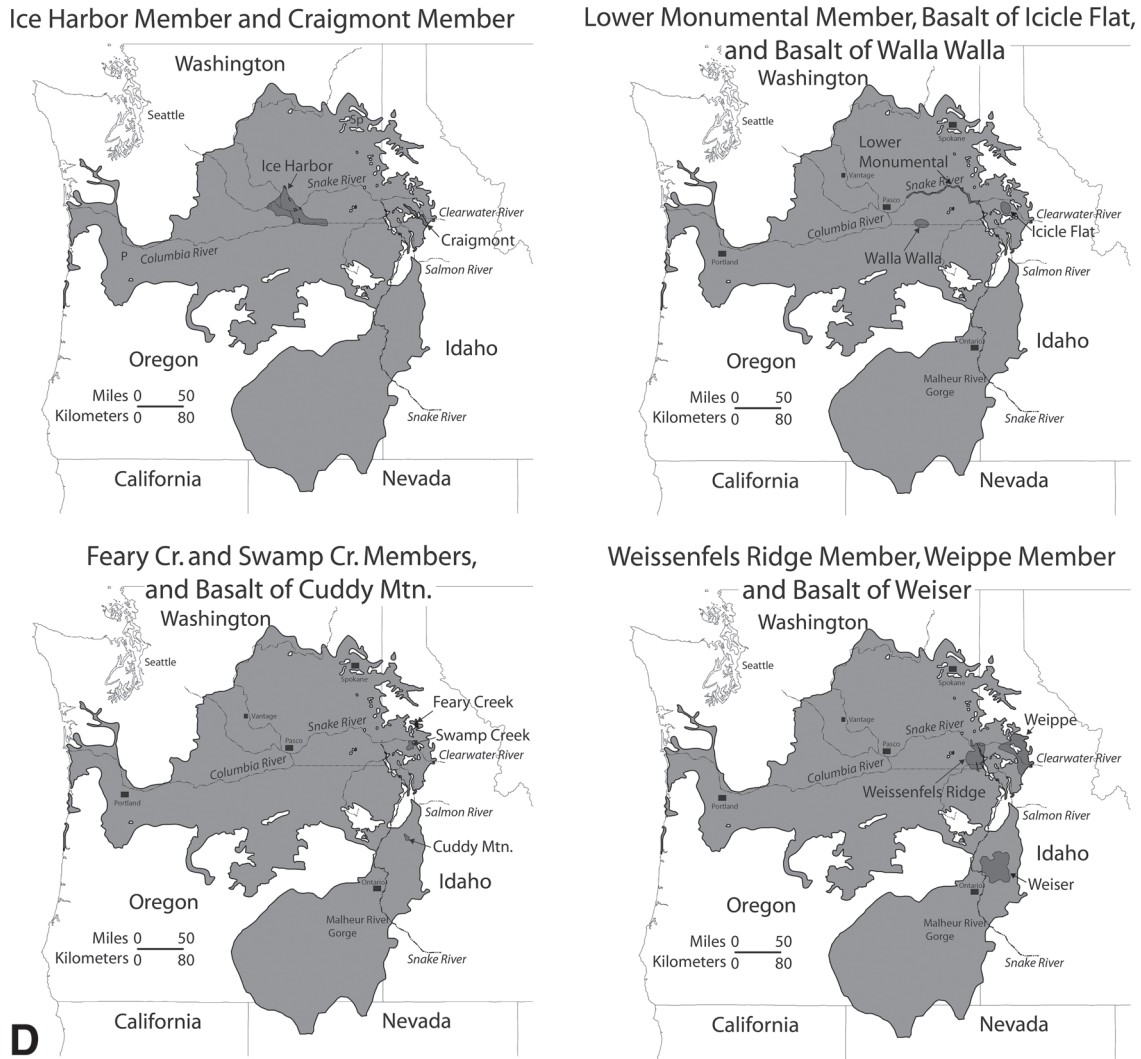 Ice Harbor Member and Craigmont Member
Washington
Seattle
Sp
Ice Harbor
Snake River
Clearwater River
Craigmont
P
Columbia River
Salmon River
Oregon
Idaho
Miles 0 50
Kilometers 0 80
Snake River
California
Nevada
Lower Monumental Member, Basalt of Icicle Flat,
and Basalt of Walla Walla
Washington
Seattle
Spokane
Lower
Monumental
Vantage
Snake River
Pasco
Clearwater River
Columbia River
Icicle Flat
Walla Walla
Portland
Salmon River
Ontario
Idaho
Oregon
Malheur River
Gorge
Miles 0 50
Kilometers 0 80
Snake River
California
Nevada
Feary Cr. and Swamp Cr. Members,
and Basalt of Cuddy Mtn.
Washington
Seattle
Spokane
Feary Creek
Vantage
Snake River
Swamp Creek
Pasco
Clearwater River
Columbia River
Portland
Salmon River
Cuddy Mtn.
Ontario
Idaho
Oregon
Malheur River
Gorge
Miles 0 50
Kilometers 0 80
Snake River
California
Nevada
Weissenfels Ridge Member, Weippe Member
and Basalt of Weiser
Washington
Seattle
Spokane
Weippe
Vantage
Snake River
Pasco
Clearwater River
Columbia River
Weissenfels Ridge
Portland
Salmon River
Idaho
Ontario
Weiser
Oregon
Malheur River
Gorge
Miles 0 50
Kilometers 0 80
Snake River
California
Nevada
D